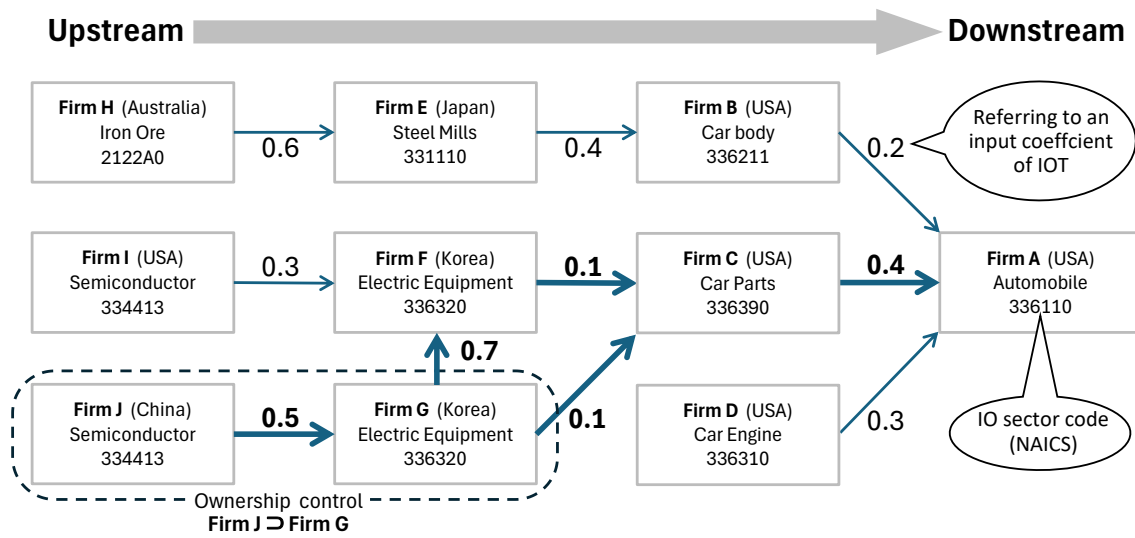 Upstream
Downstream
Firm H (Australia)
Iron Ore
2122A0
0.6
Firm E (Japan)
Steel Mills
331110
0.4
Firm B (USA)
Car body
336211
0.2
Referring to an
input coeffcient
of IOT
Firm I (USA)
Semiconductor
334413
0.3
Firm F (Korea)
Electric Equipment
336320
0.1
Firm C (USA)
Car Parts
336390
0.4
Firm A (USA)
Automobile
336110
0.7
Firm J (China)
Semiconductor
334413
0.5
Firm G (Korea)
Electric Equipment
336320
0.1
Firm D (USA)
Car Engine
336310
0.3
IO sector code
(NAICS)
Ownership control
Firm J ⊃ Firm G